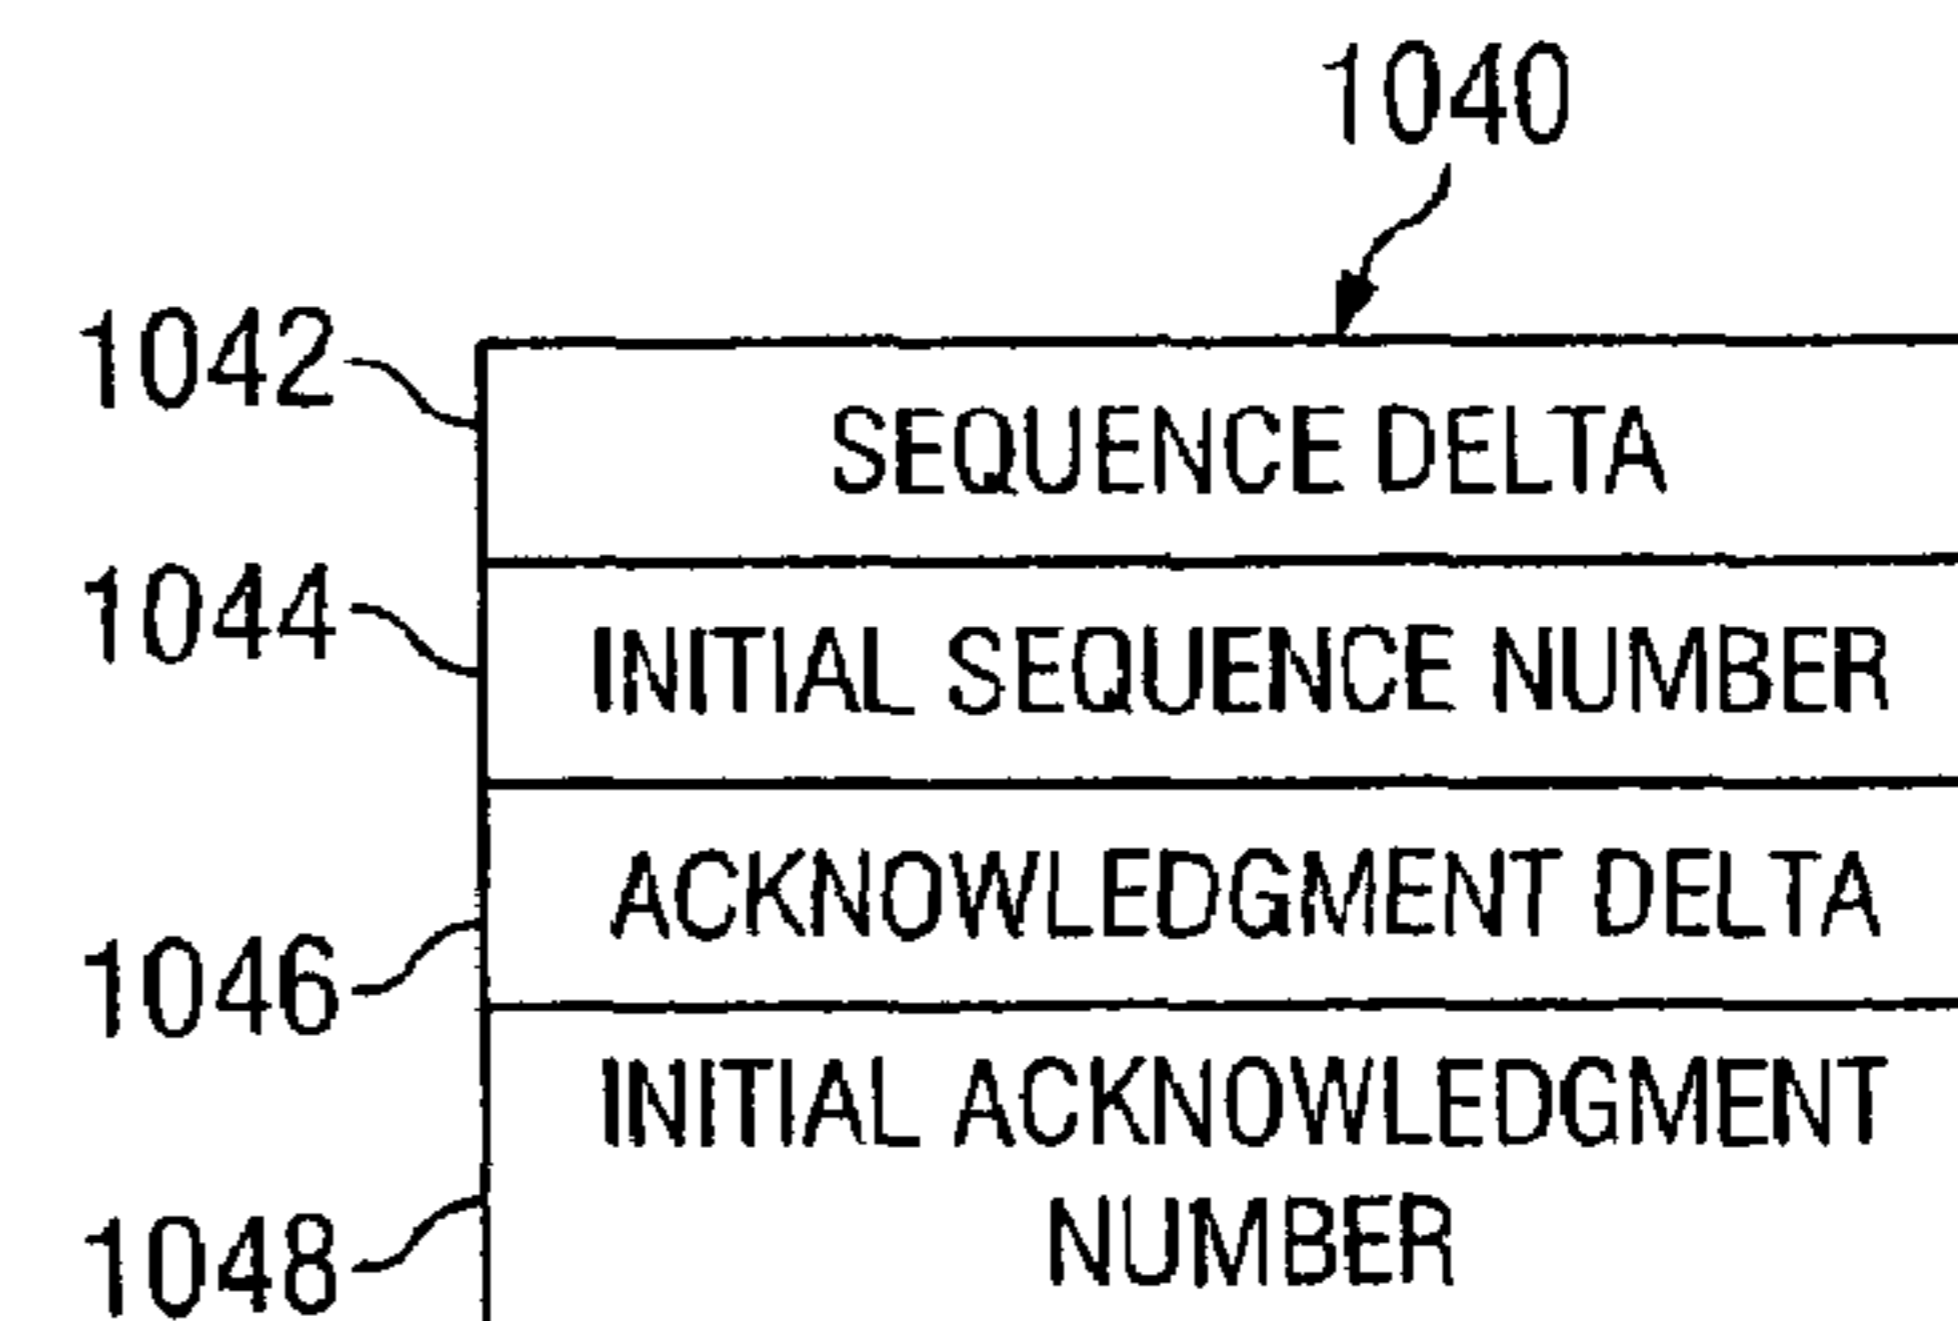 1040
1042
SEQUENCE DELTA
1044
INITIAL SEQUENCE NUMBER
ACKNOWLEDGMENT DELTA
1046
INITIAL ACKNOWLEDGMENT
NUMBER
1048